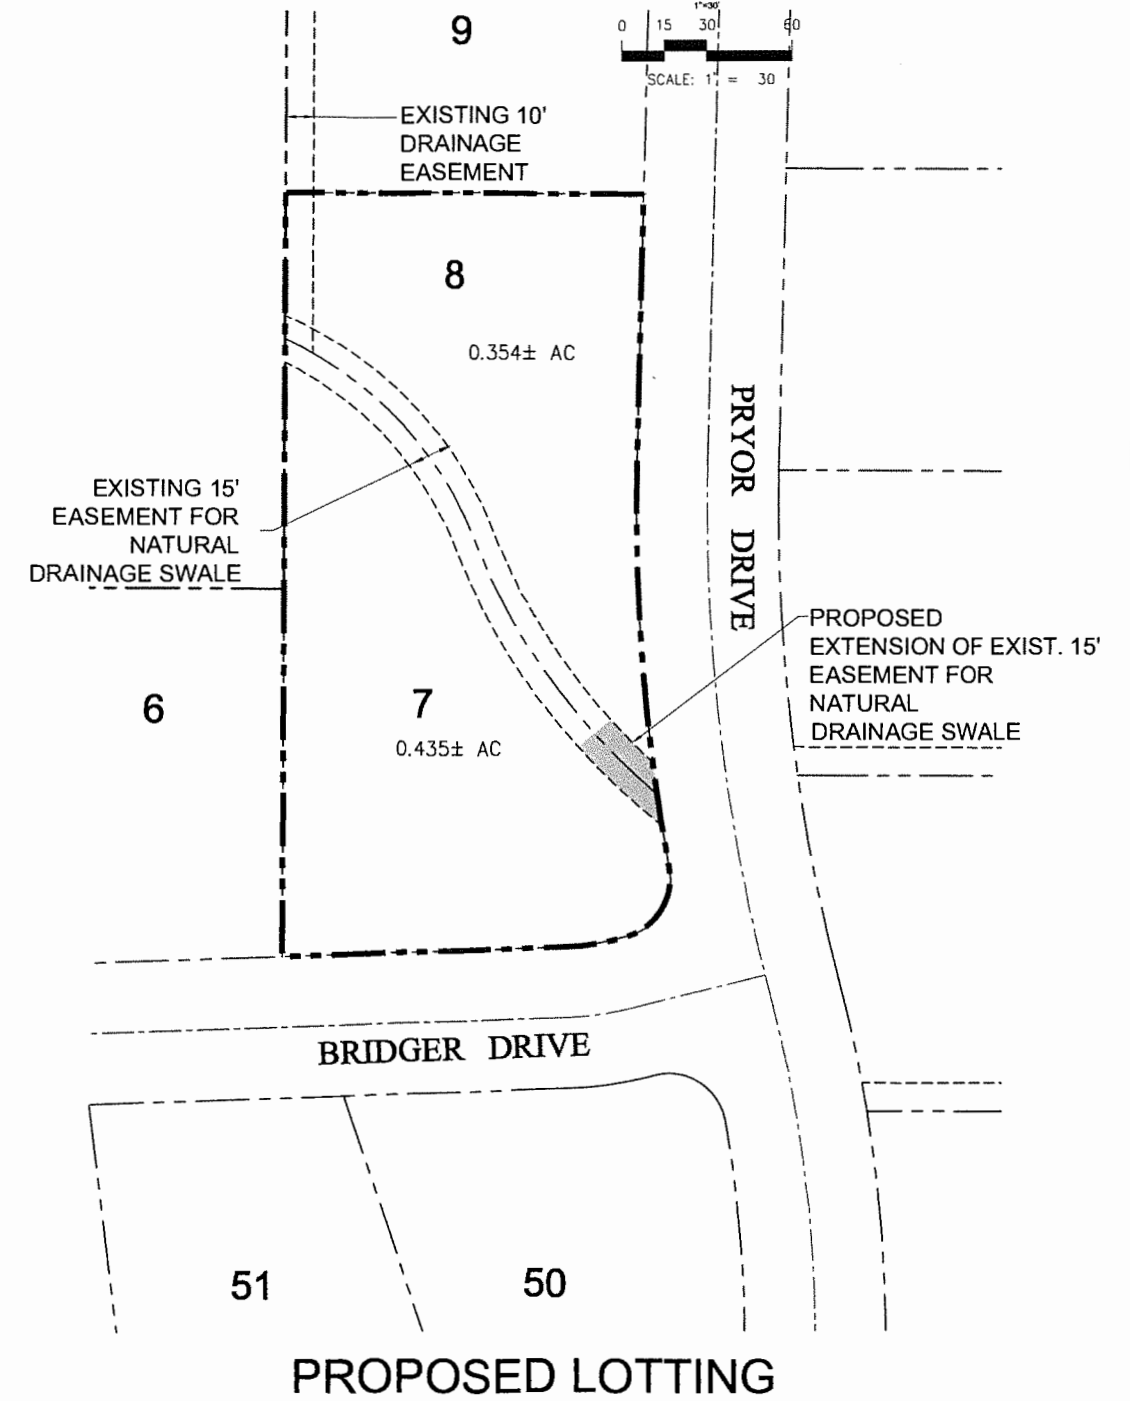 1"=30'
0 15 30 60
SCALE: 1" = 30
9
EXISTING 10'
DRAINAGE
EASEMENT
8
0.354± AC
PRYOR DRIVE
EXISTING 15'
EASEMENT FOR
NATURAL
DRAINAGE SWALE
PROPOSED
EXTENSION OF EXIST. 15'
EASEMENT FOR
NATURAL
DRAINAGE SWALE
6
7
0.435± AC
BRIDGER DRIVE
51
50
PROPOSED LOTTING